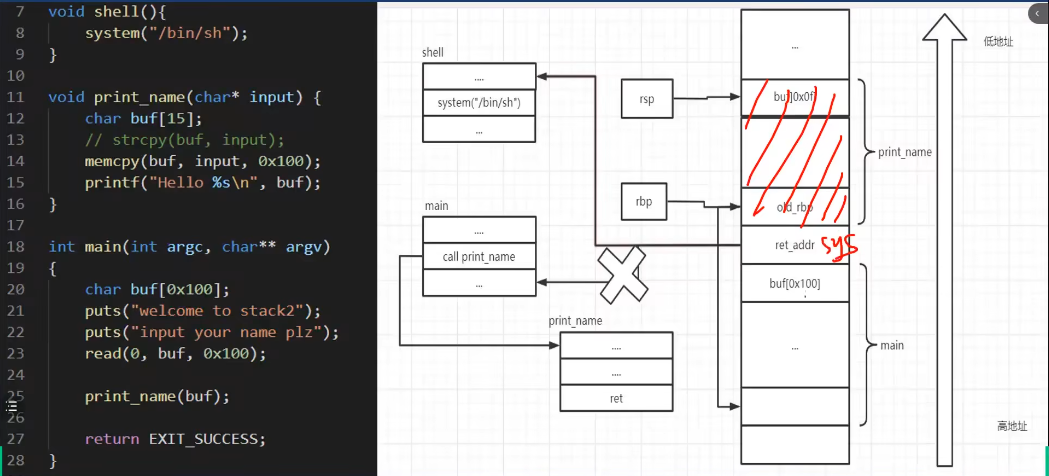 7 void shell(){
8 system("/bin/sh");
9 }
10
11 void print_name(char* input) {
12 char buf[15];
13 // strcpy(buf, input);
14 memcpy(buf, input, 0x100);
15 printf("Hello %s\n", buf);
16 }
17
18 int main(int argc, char** argv)
19 {
20 char buf[0x100];
21 puts("welcome to stack2");
22 puts("input your name plz");
23 read(0, buf, 0x100);
24
25 print_name(buf);
26
27 return EXIT_SUCCESS;
28 }
shell
....
system("/bin/sh")
...
main
....
call print_name
...
print_name
....
....
ret
rsp
rbp
...
buf[0x0f]
old_rbp
ret_addr
sys
buf[0x100]
...
print_name
main
低地址
高地址